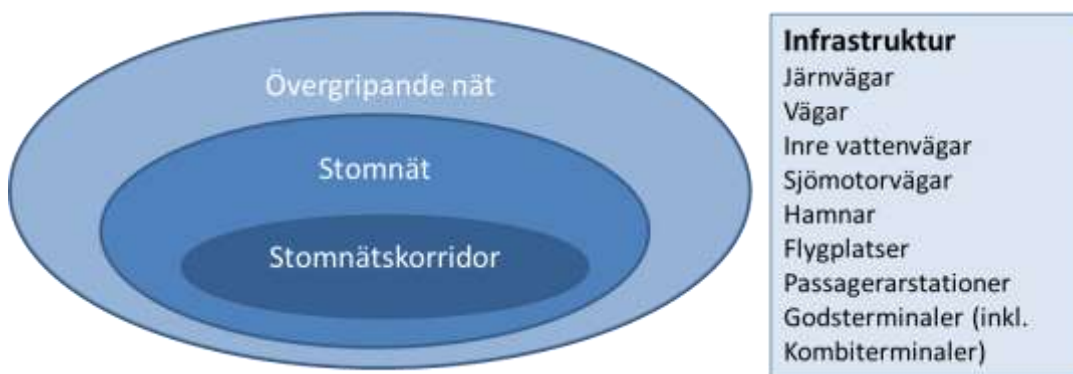 Övergripande nät
Stomnät
Stomnätskorridor
Infrastruktur
Järnvägar
Vägar
Inre vattenvägar
Sjömotorvägar
Hamnar
Flygplatser
Passagerarstationer
Godsterminaler (inkl.
Kombiterminaler)